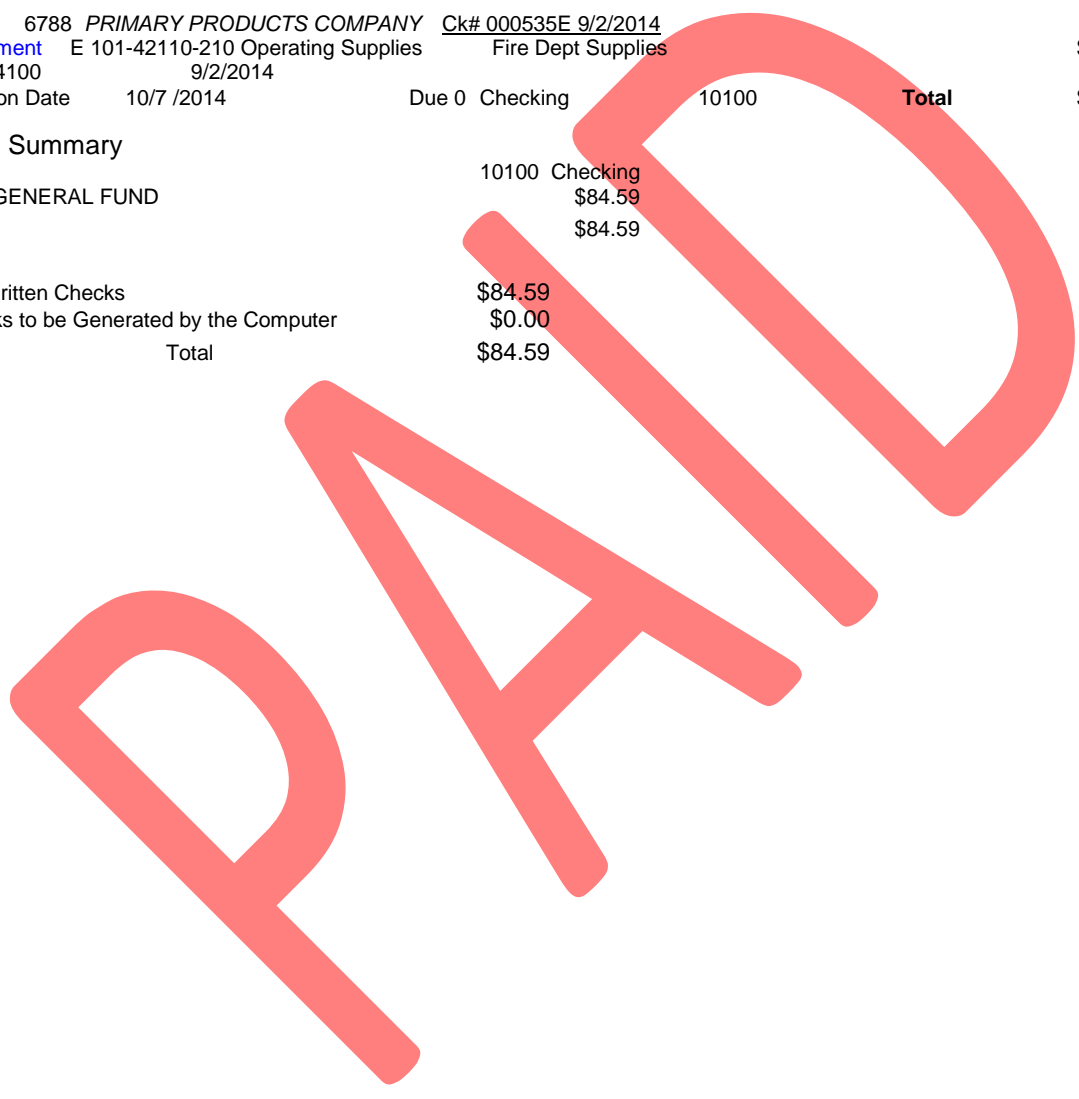 6788 PRIMARY PRODUCTS COMPANY Ck# 000535E 9/2/2014
ment E 101-42110-210 Operating Supplies Fire Dept Supplies
4100 9/2/2014
on Date 10/7 /2014 Due 0 Checking 10100 Total
Summary
10100 Checking
GENERAL FUND $84.59
$84.59
ritten Checks $84.59
ks to be Generated by the Computer $0.00
Total $84.59
PAID